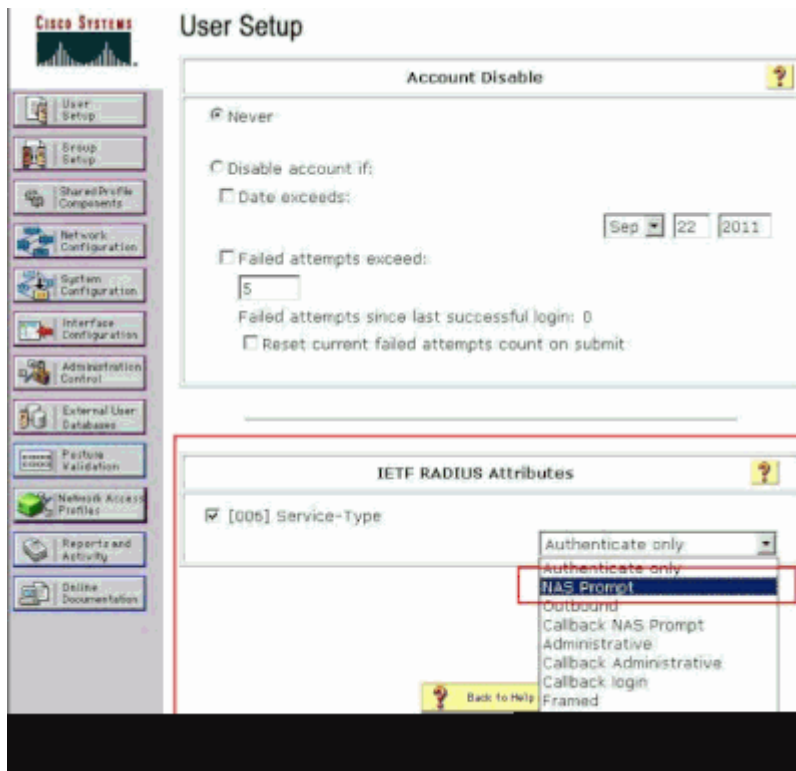 CISCO SYSTEMS
User Setup
User Setup
Group Setup
Shared Profile Components
Network Configuration
System Configuration
Interface Configuration
Administration Control
External User Databases
Posture Validation
Network Access Profiles
Reports and Activity
Online Documentation
Account Disable
?
Never
Disable account if:
Date exceeds:
Sep 22 2011
Failed attempts exceed:
5
Failed attempts since last successful login: 0
Reset current failed attempts count on submit
IETF RADIUS Attributes
?
[006] Service-Type
Authenticate only
Authenticate only
NAS Prompt
Outbound
Callback NAS Prompt
Administrative
Callback Administrative
Callback login
Framed
? Back to Help